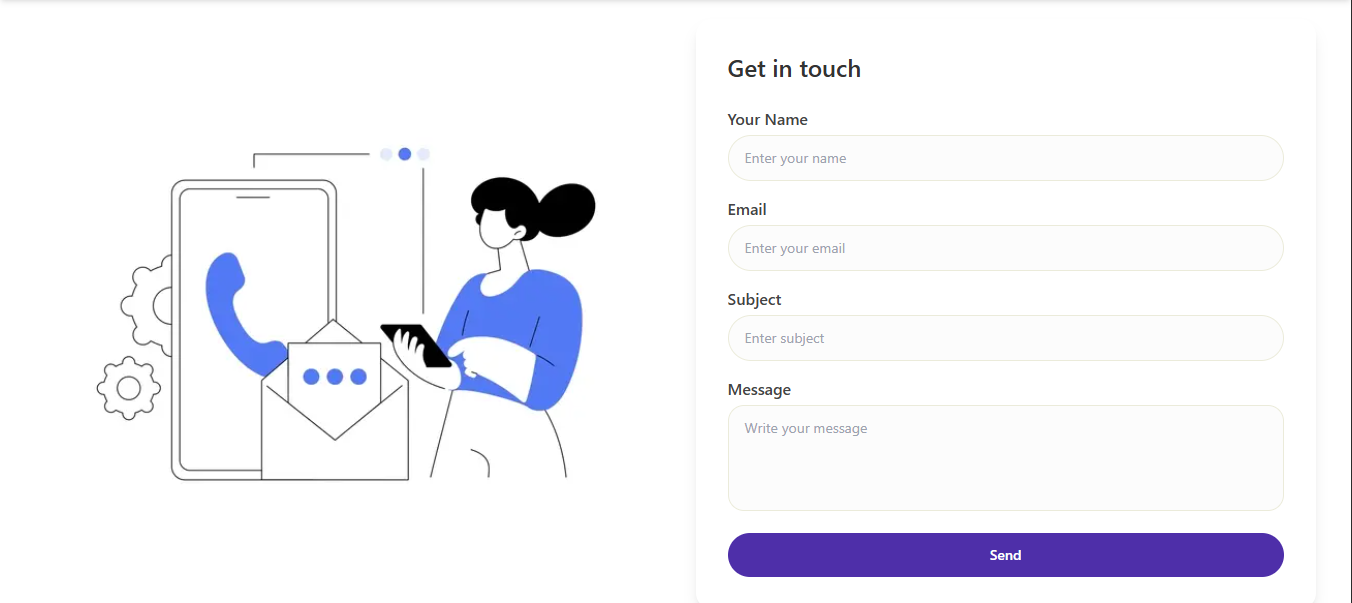 Get in touch
Your Name
Enter your name
Email
Enter your email
Subject
Enter subject
Message
Write your message
Send